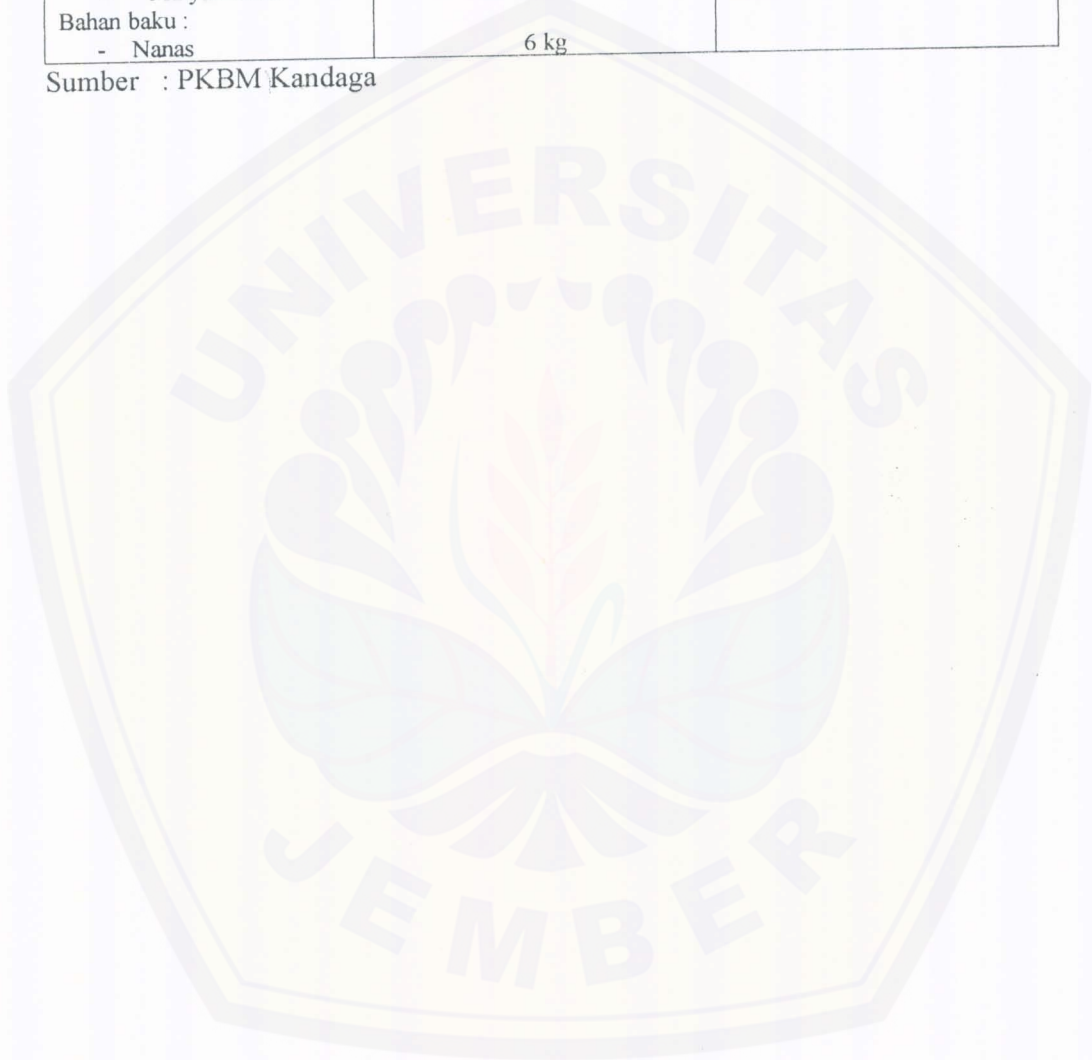 Bahan baku :
- Nanas 6 kg
Sumber : PKBM Kandaga
UNIVERSITAS
JEMBER